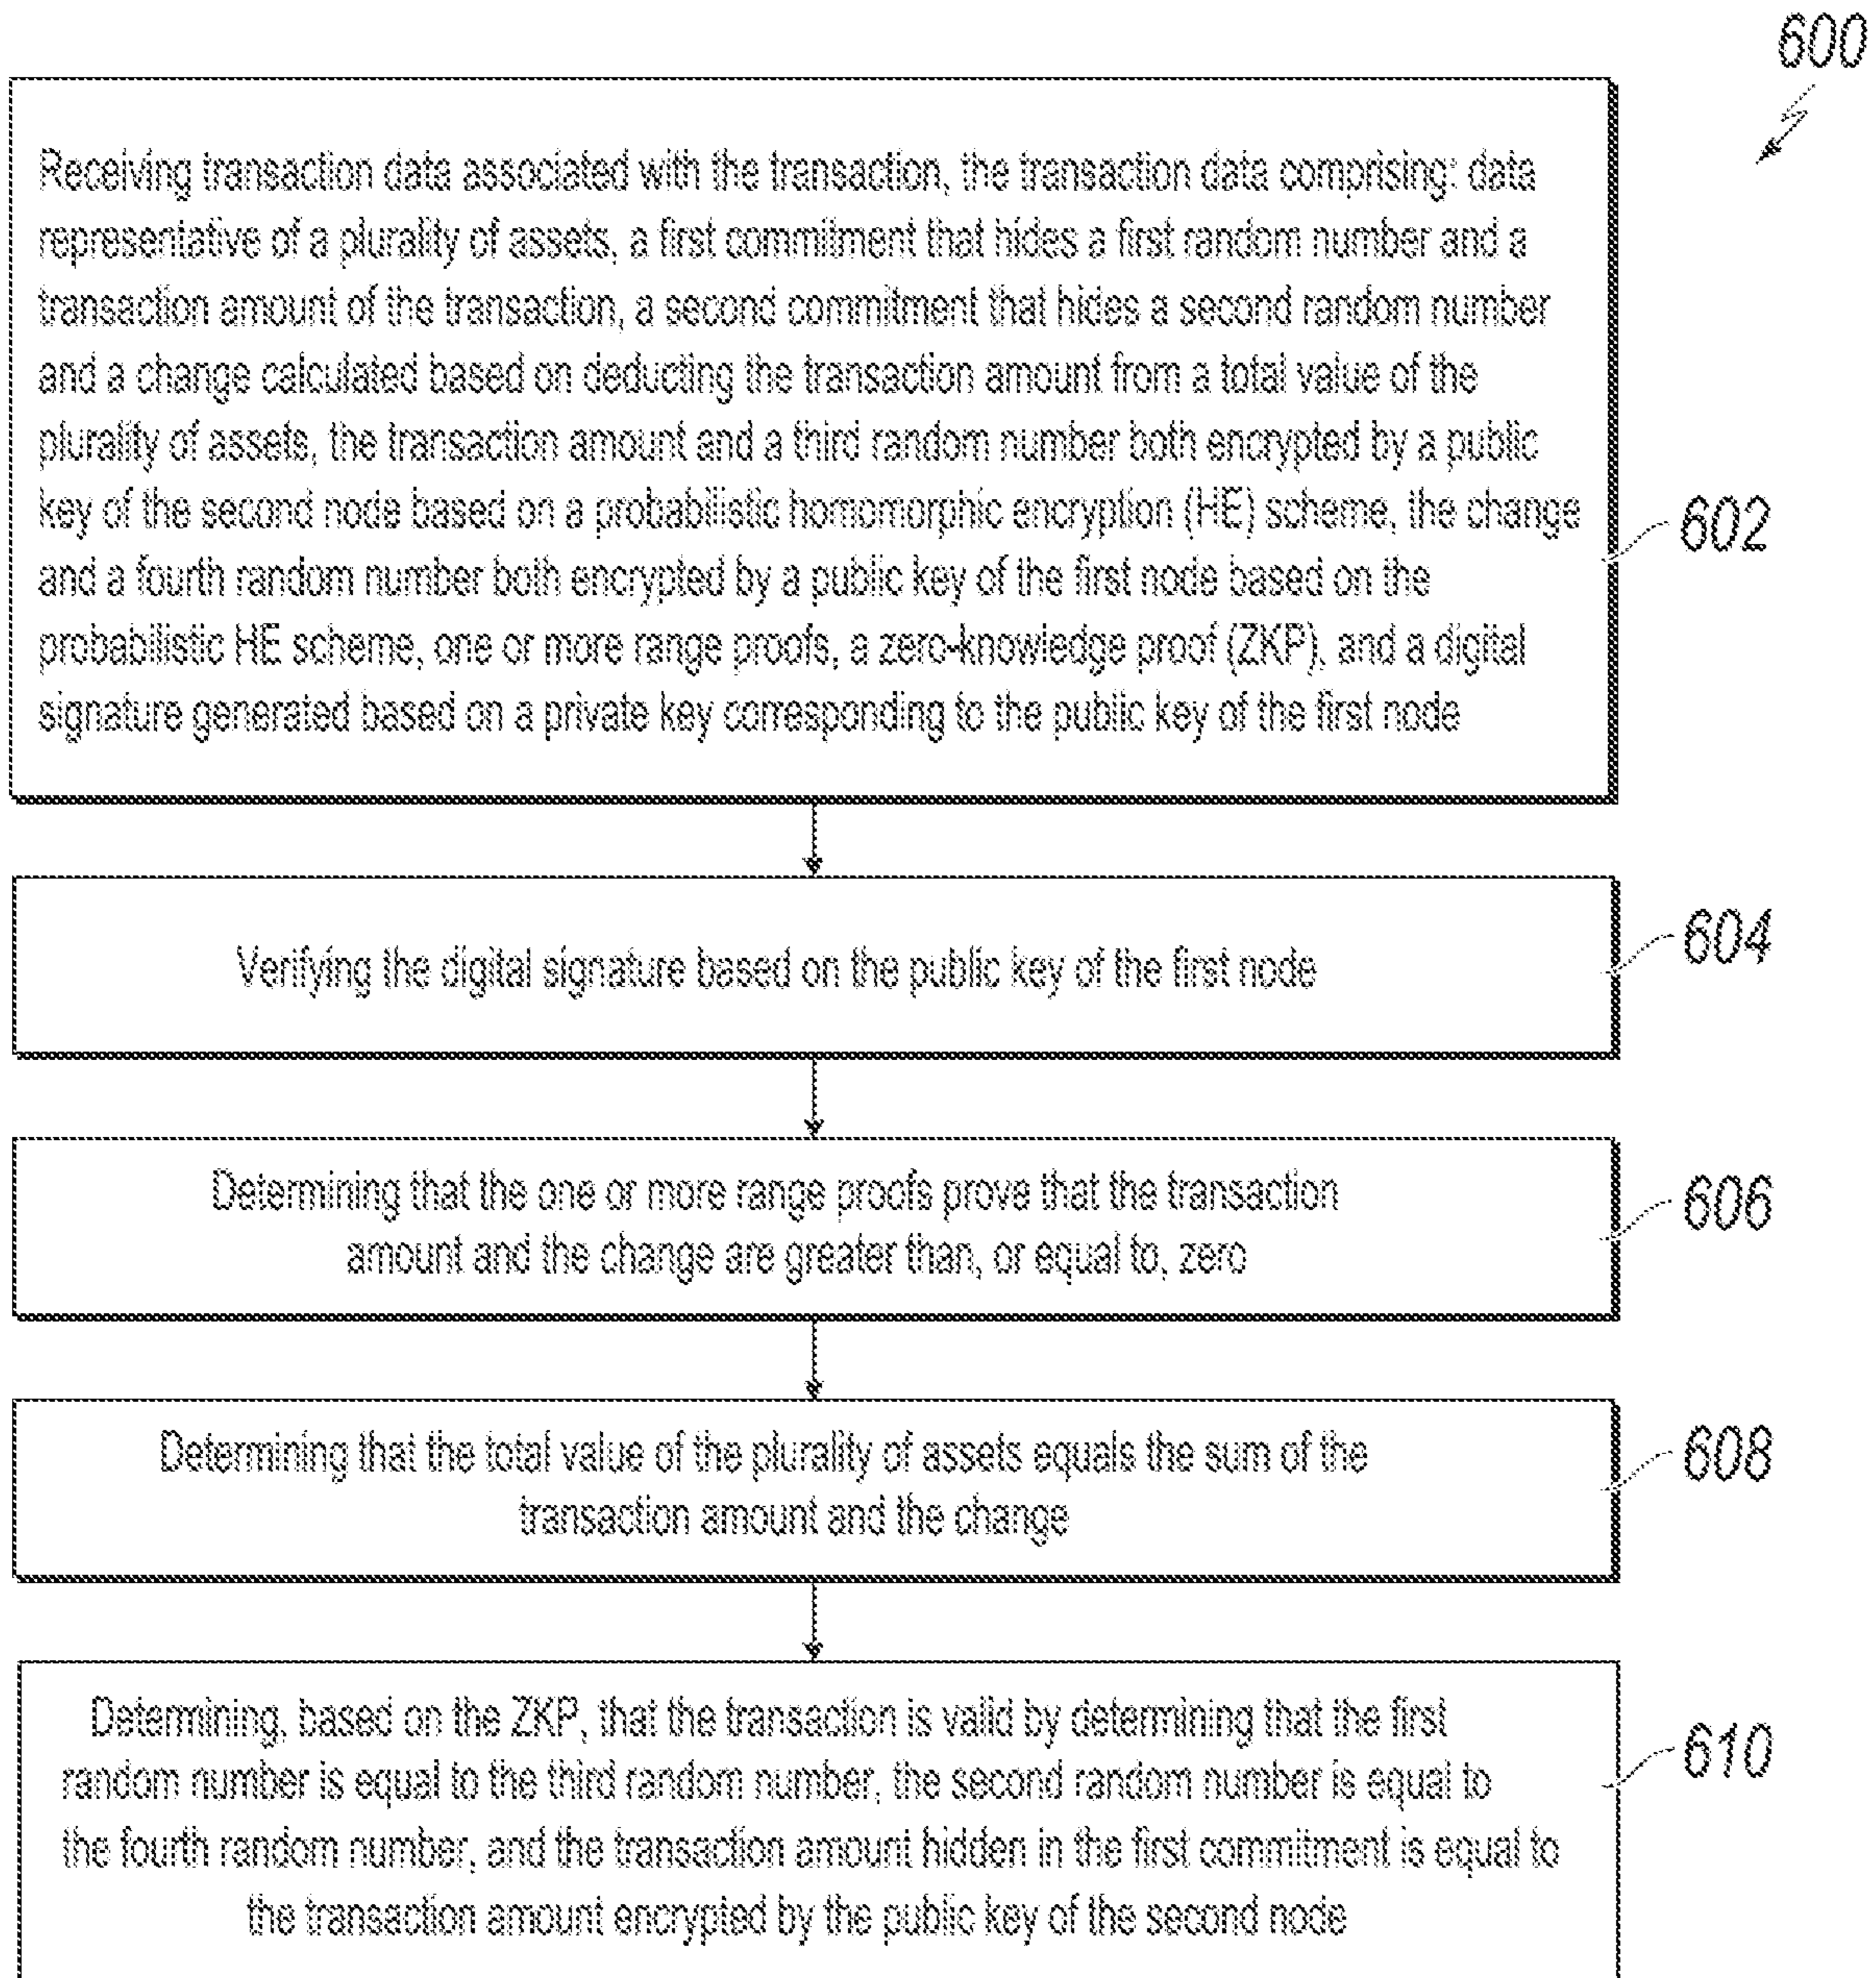 600
Receiving transaction data associated with the transaction, the transaction data comprising: data
representative of a plurality of assets, a first commitment that hides a first random number and a
transaction amount of the transaction, a second commitment that hides a second random number
and a change calculated based on deducting the transaction amount from a total value of the
plurality of assets, the transaction amount and a third random number both encrypted by a public
key of the second node based on a probabilistic homomorphic encryption (HE) scheme, the change
and a fourth random number both encrypted by a public key of the first node based on the
probabilistic HE scheme, one or more range proofs, a zero-knowledge proof (ZKP), and a digital
signature generated based on a private key corresponding to the public key of the first node
602
Verifying the digital signature based on the public key of the first node
604
Determining that the one or more range proofs prove that the transaction
amount and the change are greater than, or equal to, zero
606
Determining that the total value of the plurality of assets equals the sum of the
transaction amount and the change
608
Determining, based on the ZKP, that the transaction is valid by determining that the first
random number is equal to the third random number, the second random number is equal to
the fourth random number, and the transaction amount hidden in the first commitment is equal to
the transaction amount encrypted by the public key of the second node
610